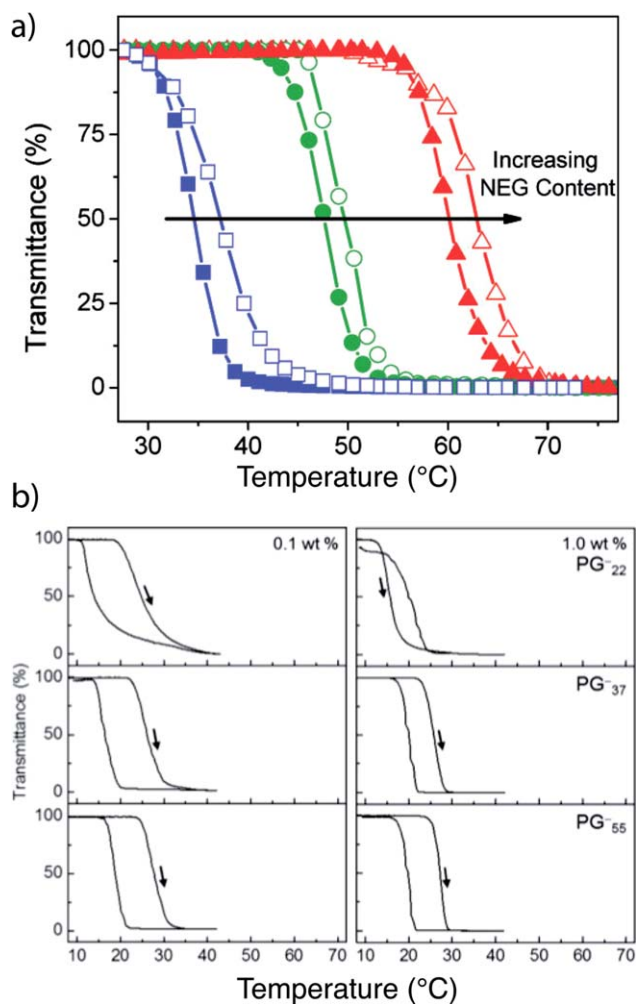 a)
100
75
50
25
0
Transmittance (%)
Increasing
NEG Content
30 40 50 60 70
Temperature (°C)
b)
0.1 wt %
1.0 wt %
PG⁻₂₂
PG⁻₃₇
PG⁻₅₅
100
50
0
100
50
0
100
50
0
Transmittance (%)
10 20 30 40 50 60 70
10 20 30 40 50 60 70
Temperature (°C)